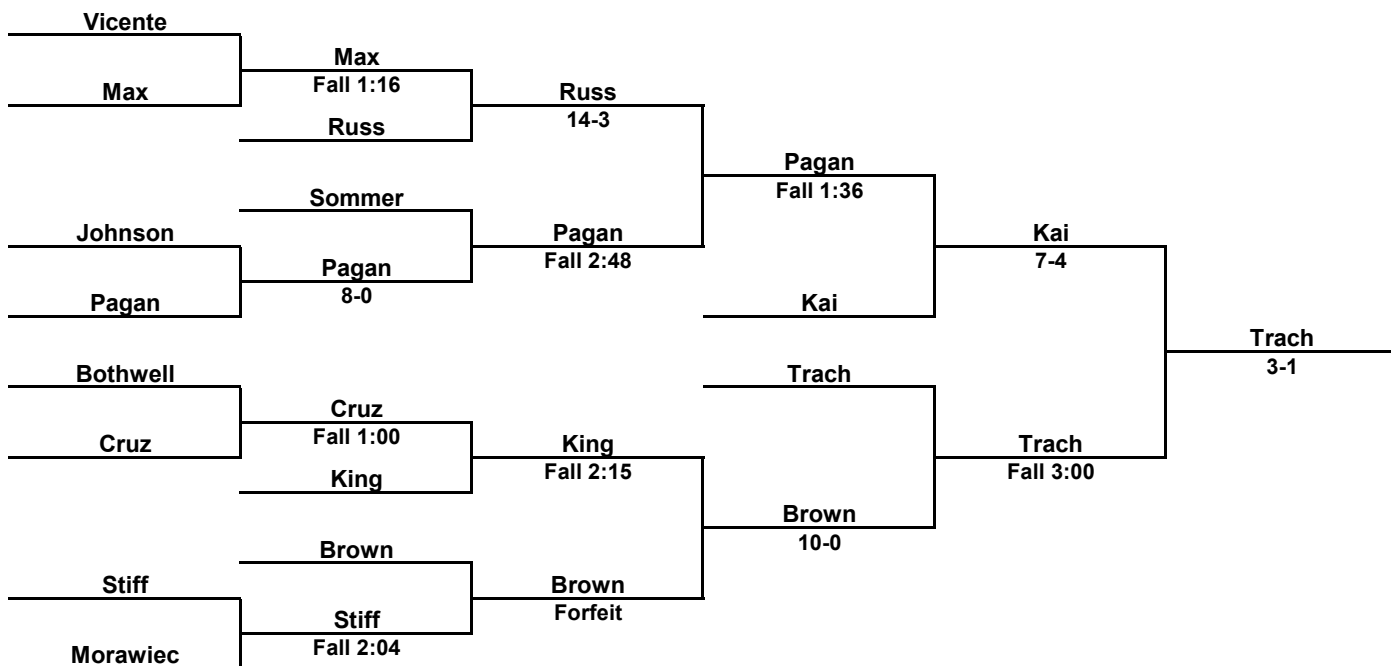 Vicente
Max
Fall 1:16
Max
Russ
14-3
Russ
Pagan
Fall 1:36
Sommer
Johnson
Pagan
Fall 2:48
Kai
7-4
Pagan
8-0
Pagan
Kai
Trach
3-1
Bothwell
Trach
Cruz
Fall 1:00
Cruz
King
Fall 2:15
Trach
Fall 3:00
King
Brown
10-0
Brown
Stiff
Brown
Forfeit
Stiff
Fall 2:04
Morawiec